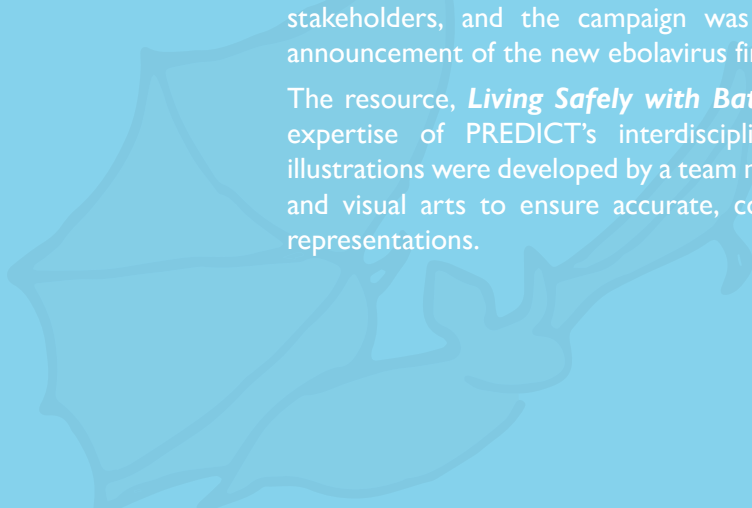 stakeholders, and the campaign was
announcement of the new ebolavirus
The resource, Living Safely with
expertise of PREDICT's
illustrations were developed by a team
and visual arts to ensure accurate,
representations.